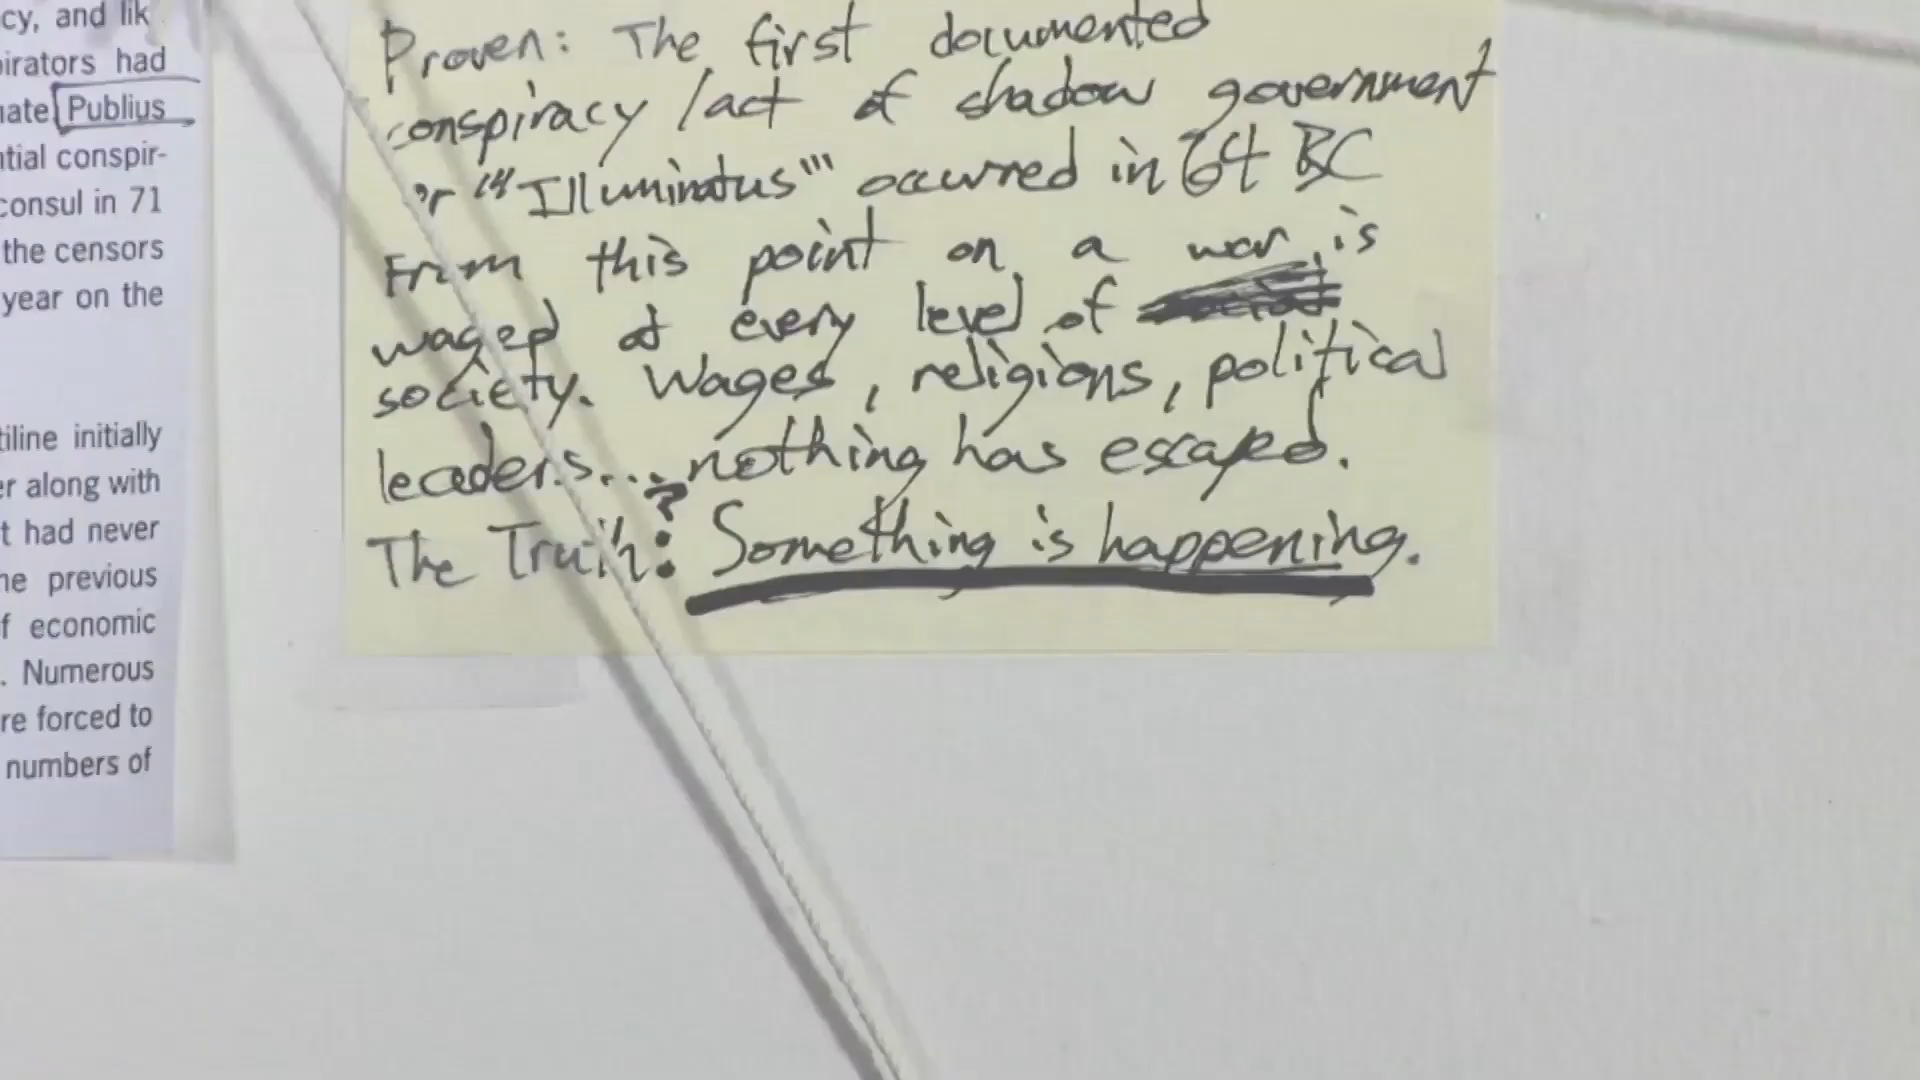 cy, and lik
pirators had
nate Publius
ntial conspir-
consul in 71
the censors
year on the
tiline initially
er along with
t had never
he previous
f economic
. Numerous
re forced to
numbers of
Proven: The first documented
conspiracy /act of shadow government
or "'"Illuminatus"'" occurred in 64 BC
From this point on, a war is
waged at every level of
society. Wages, religions, political
leaders... nothing has escaped.
The Truth?: Something is happening.